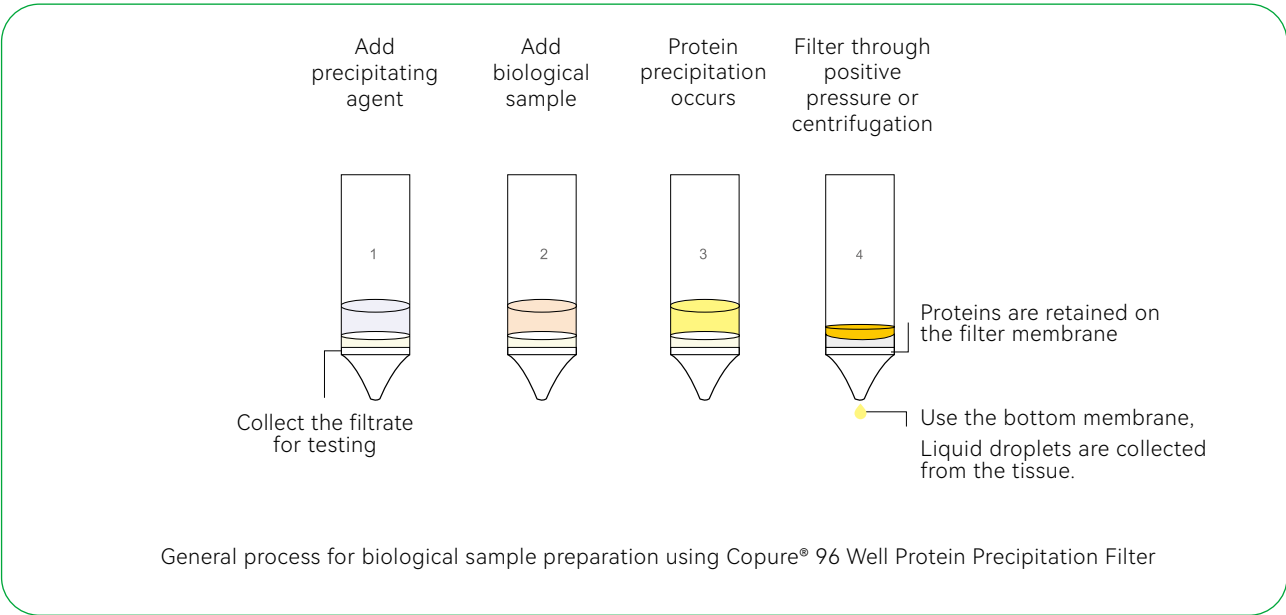 Add
precipitating
agent
Add
biological
sample
Protein
precipitation
occurs
Filter through
positive
pressure or
centrifugation
1
2
3
4
Proteins are retained on
the filter membrane
Collect the filtrate
for testing
Use the bottom membrane,
Liquid droplets are collected
from the tissue.
General process for biological sample preparation using Copure® 96 Well Protein Precipitation Filter